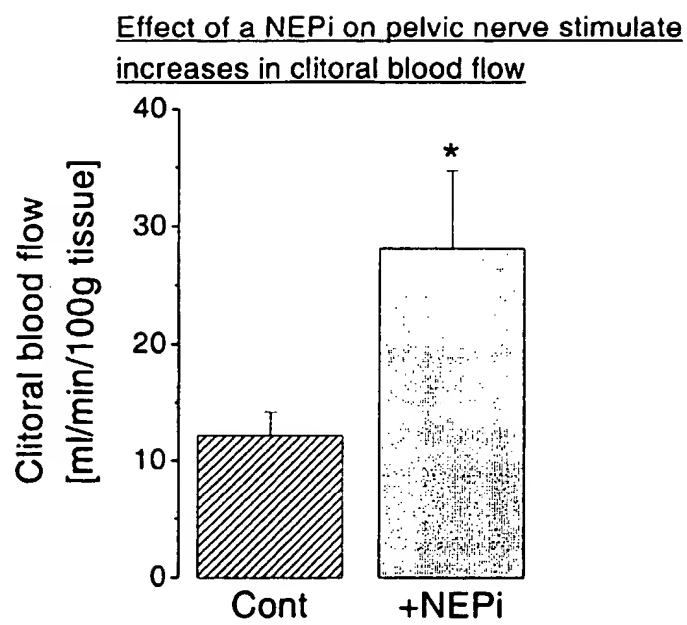 Effect of a NEPi on pelvic nerve stimulate
increases in clitoral blood flow
Clitoral blood flow
[ml/min/100g tissue]
40
30
20
10
0
*
Cont
+NEPi